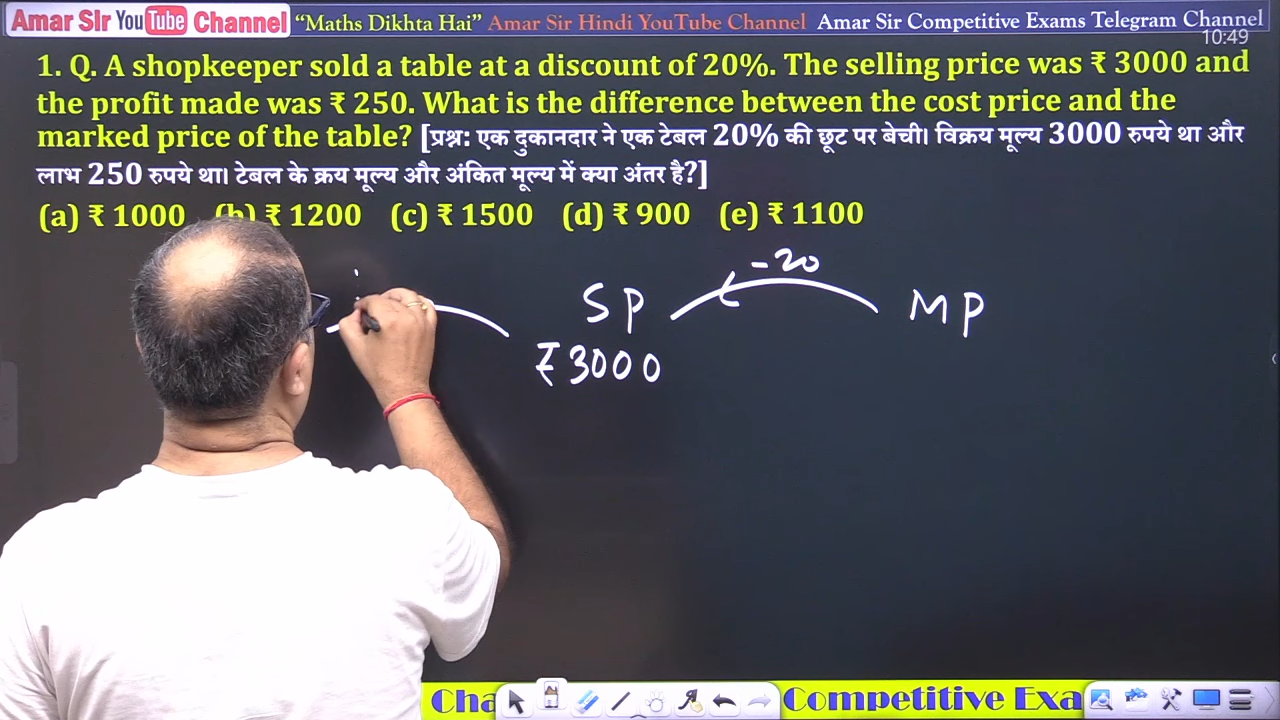 Amar SIr YouTube Channel "Maths Dikhta Hai" Amar Sir Hindi YouTube Channel Amar Sir Competitive Exams Telegram Channel
10:49
1. Q. A shopkeeper sold a table at a discount of 20%. The selling price was ₹ 3000 and
the profit made was ₹ 250. What is the difference between the cost price and the
marked price of the table? [प्रश्न: एक दुकानदार ने एक टेबल 20% की छूट पर बेची। विक्रय मूल्य 3000 रुपये था और
लाभ 250 रुपये था। टेबल के क्रय मूल्य और अंकित मूल्य में क्या अंतर है?]
(a) ₹ 1000 (b) ₹ 1200 (c) ₹ 1500 (d) ₹ 900 (e) ₹ 1100
-20
SP MP
₹3000
Competitive Exa